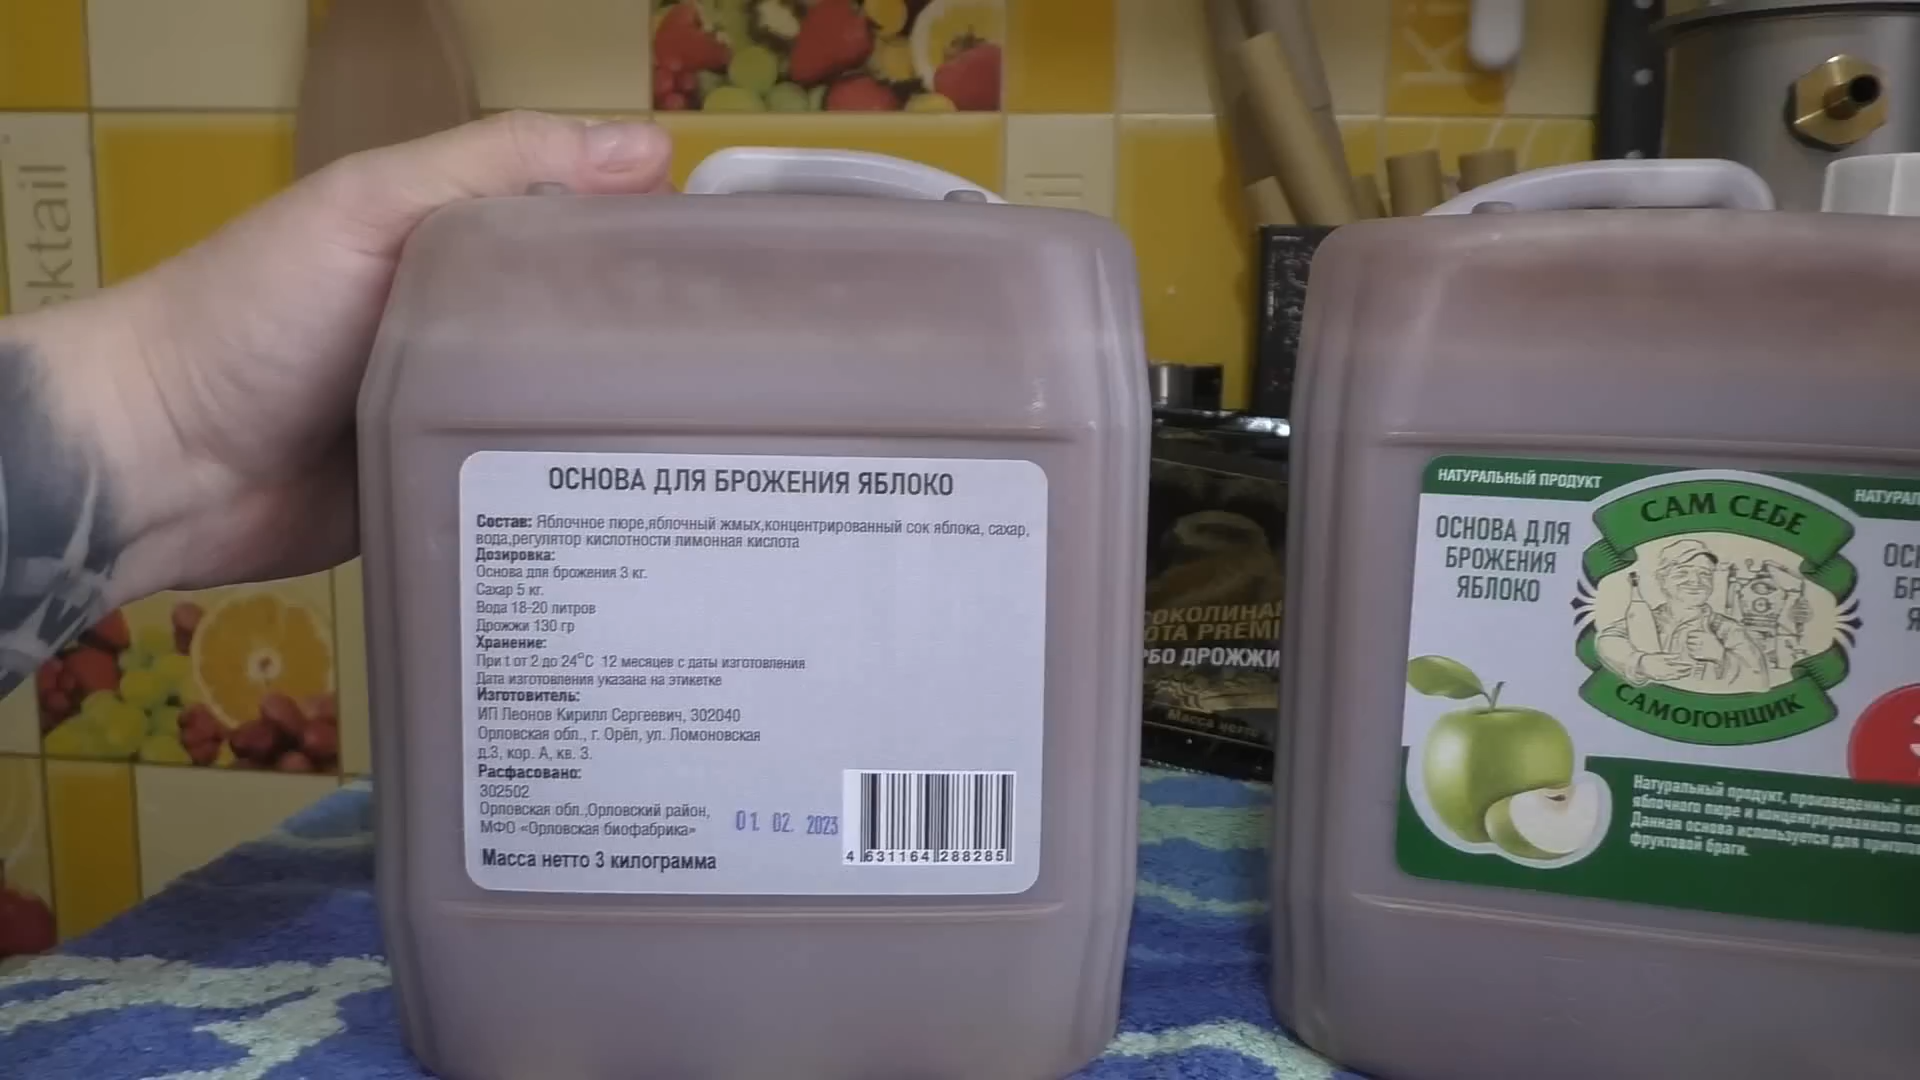 ОСНОВА ДЛЯ БРОЖЕНИЯ ЯБЛОКО
Состав: Яблочное пюре,яблочный жмых,концентрированный сок яблока, сахар,
вода,регулятор кислотности лимонная кислота
Дозировка:
Основа для брожения 3 кг.
Сахар 5 кг.
Вода 18-20 литров
Дрожжи 130 гр
Хранение:
При t от 2 до 24°С 12 месяцев с даты изготовления
Дата изготовления указана на этикетке
Изготовитель:
ИП Леонов Кирилл Сергеевич, 302040
Орловская обл., г. Орёл, ул. Ломоновская
д.3, кор. А, кв. 3.
Расфасовано:
302502
Орловская обл.,Орловский район,
МФО «Орловская биофабрика»
01. 02. 2023
Масса нетто 3 килограмма
4 631164 288285
НАТУРАЛЬНЫЙ ПРОДУКТ
ОСНОВА ДЛЯ
БРОЖЕНИЯ
ЯБЛОКО
САМ СЕБЕ
САМОГОНЩИК
Натуральный продукт, произведенный из
яблочного пюре и концентрированного
Данная основа используется для
фруктовой браги.
PREMI
ДРОЖЖИ
Масса нетто
cktail